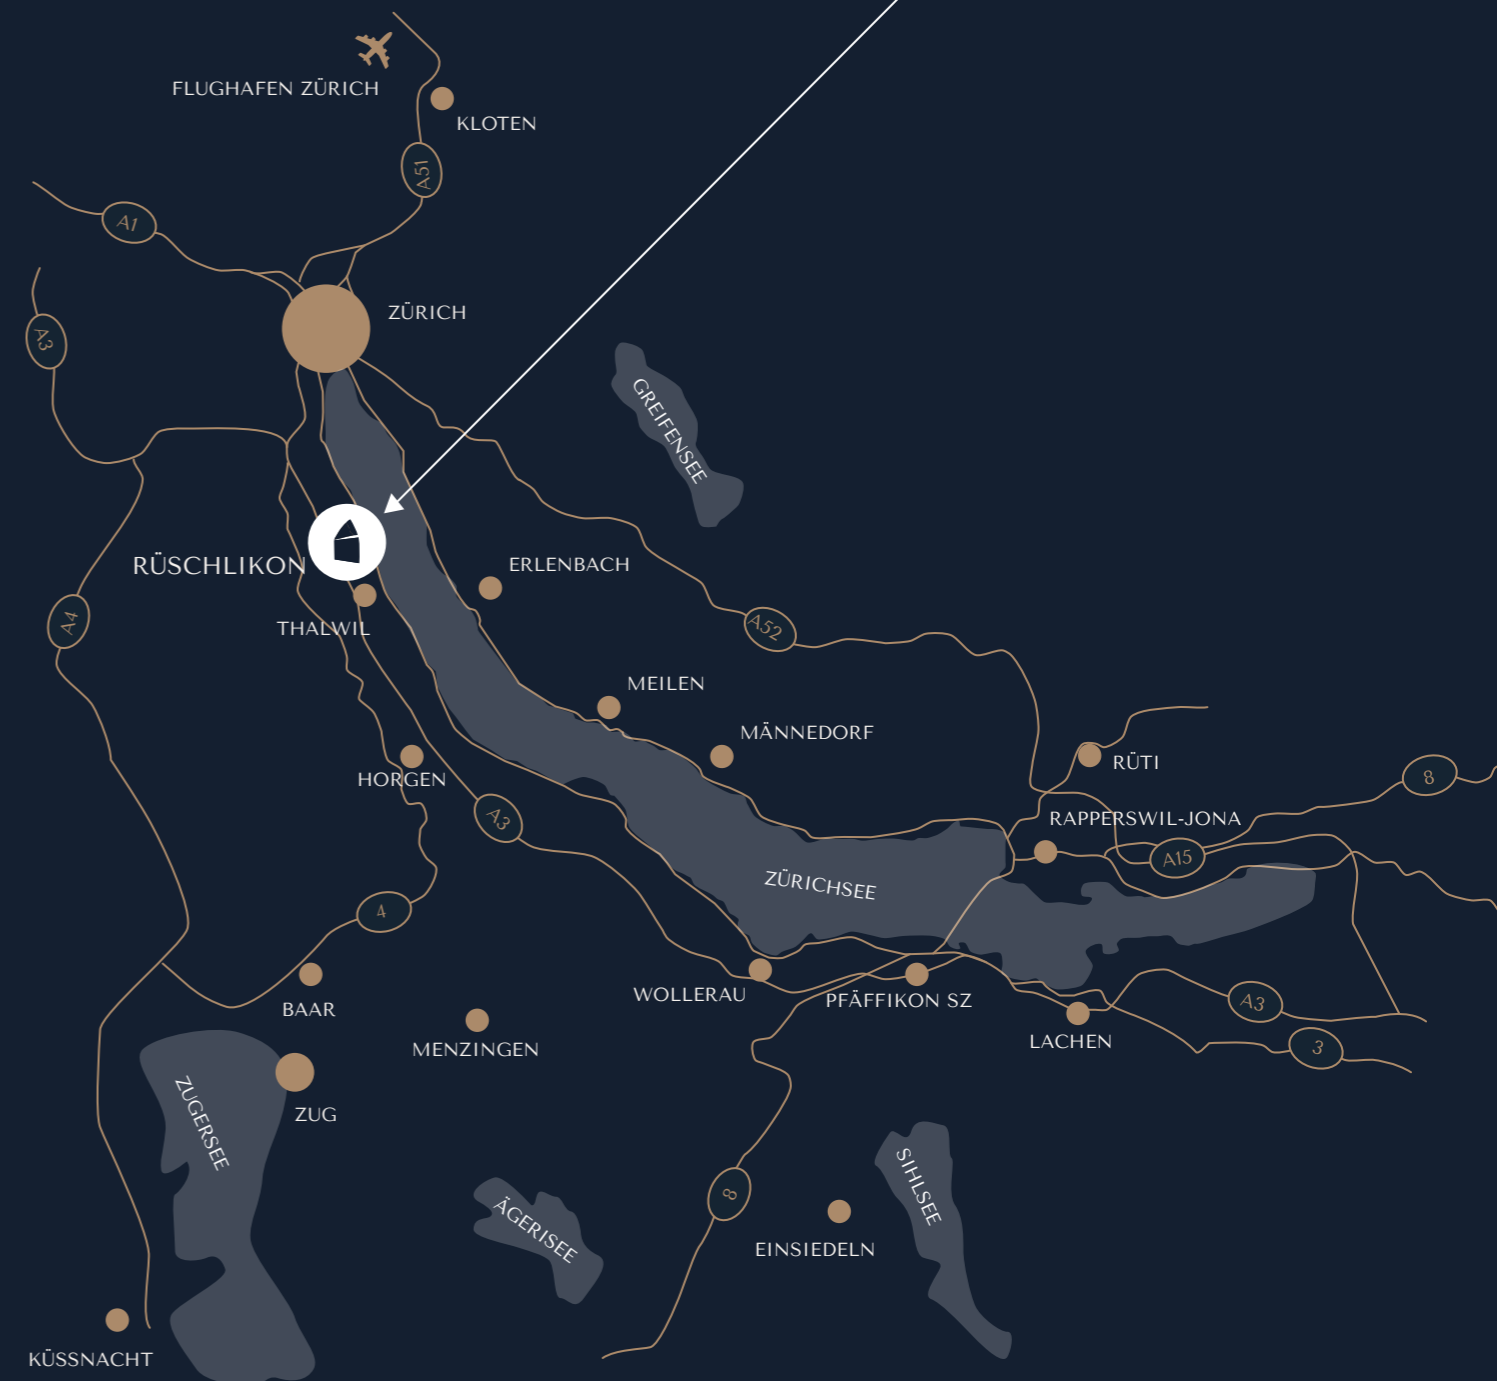 FLUGHAFEN ZÜRICH
KLOTEN
A51
A1
ZÜRICH
A3
GREIFENSEE
RÜSCHLIKON
ERLENBACH
THALWIL
A4
A52
MEILEN
MÄNNEDORF
RÜTI
HORGEN
8
A3
RAPPERSWIL-JONA
A15
ZÜRICHSEE
4
WOLLERAU
PFÄFFIKON SZ
BAAR
A3
LACHEN
3
MENZINGEN
ZUG
ZUGERSEE
SIHLSEE
8
ÄGERISEE
EINSIEDELN
KÜSSNACHT